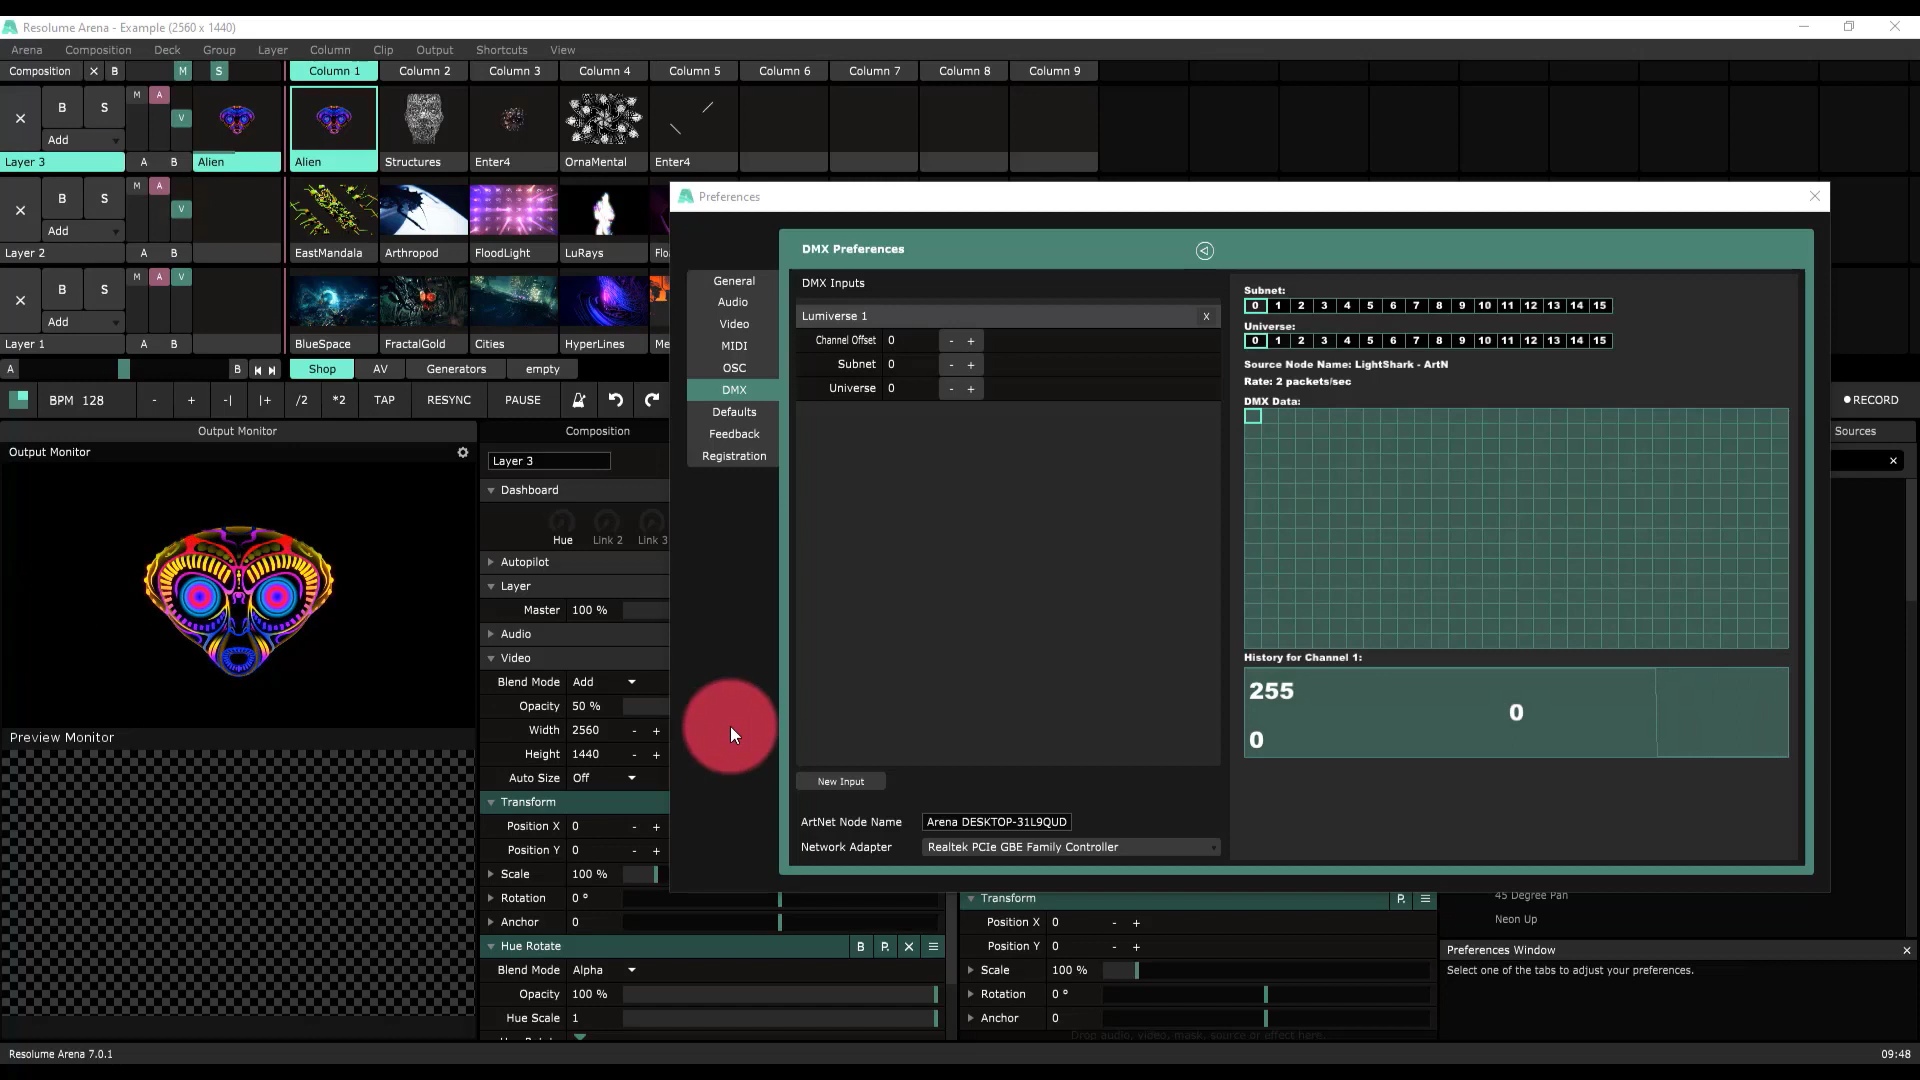 Resolume Arena - Example (2560 x 1440)
Arena Composition Deck Group Layer Column Clip Output Shortcuts View
Composition X B M S Column 1 Column 2 Column 3 Column 4 Column 5 Column 6 Column 7 Column 8 Column 9
B S M A V
Add
Layer 3 A B Alien Alien Structures Enter4 OrnaMental Enter4
B S M A V
Add
Layer 2 A B EastMandala Arthropod FloodLight LuRays Flo
B S M A V
Add
Layer 1 A B BlueSpace FractalGold Cities HyperLines Me
A B Shop AV Generators empty
BPM 128 - + -| |+ /2 *2 TAP RESYNC PAUSE RECORD
Output Monitor Composition Sources
Output Monitor
Preview Monitor
Layer 3
Dashboard
Hue Link 2 Link 3
Autopilot
Layer
Master 100 %
Audio
Video
Blend Mode Add
Opacity 50 %
Width 2560 - +
Height 1440 - +
Auto Size Off
Transform
Position X 0 - +
Position Y 0 - +
Scale 100 %
Rotation 0 °
Anchor 0
Hue Rotate B P. X
Blend Mode Alpha
Opacity 100 %
Hue Scale 1
Preferences
General
Audio
Video
MIDI
OSC
DMX
Defaults
Feedback
Registration
DMX Preferences
DMX Inputs
Lumiverse 1 X
Channel Offset 0 - +
Subnet 0 - +
Universe 0 - +
New Input
ArtNet Node Name Arena DESKTOP-31L9QUD
Network Adapter Realtek PCIe GBE Family Controller
Subnet:
0 1 2 3 4 5 6 7 8 9 10 11 12 13 14 15
Universe:
0 1 2 3 4 5 6 7 8 9 10 11 12 13 14 15
Source Node Name: LightShark - ArtN
Rate: 2 packets/sec
DMX Data:
History for Channel 1:
255
0
0
Transform P.
Position X 0 - +
Position Y 0 - +
Scale 100 %
Rotation 0 °
Anchor 0
Drop audio, video, mask, source or effect here.
45 Degree Pan
Neon Up
Preferences Window
Select one of the tabs to adjust your preferences.
Resolume Arena 7.0.1 09:48